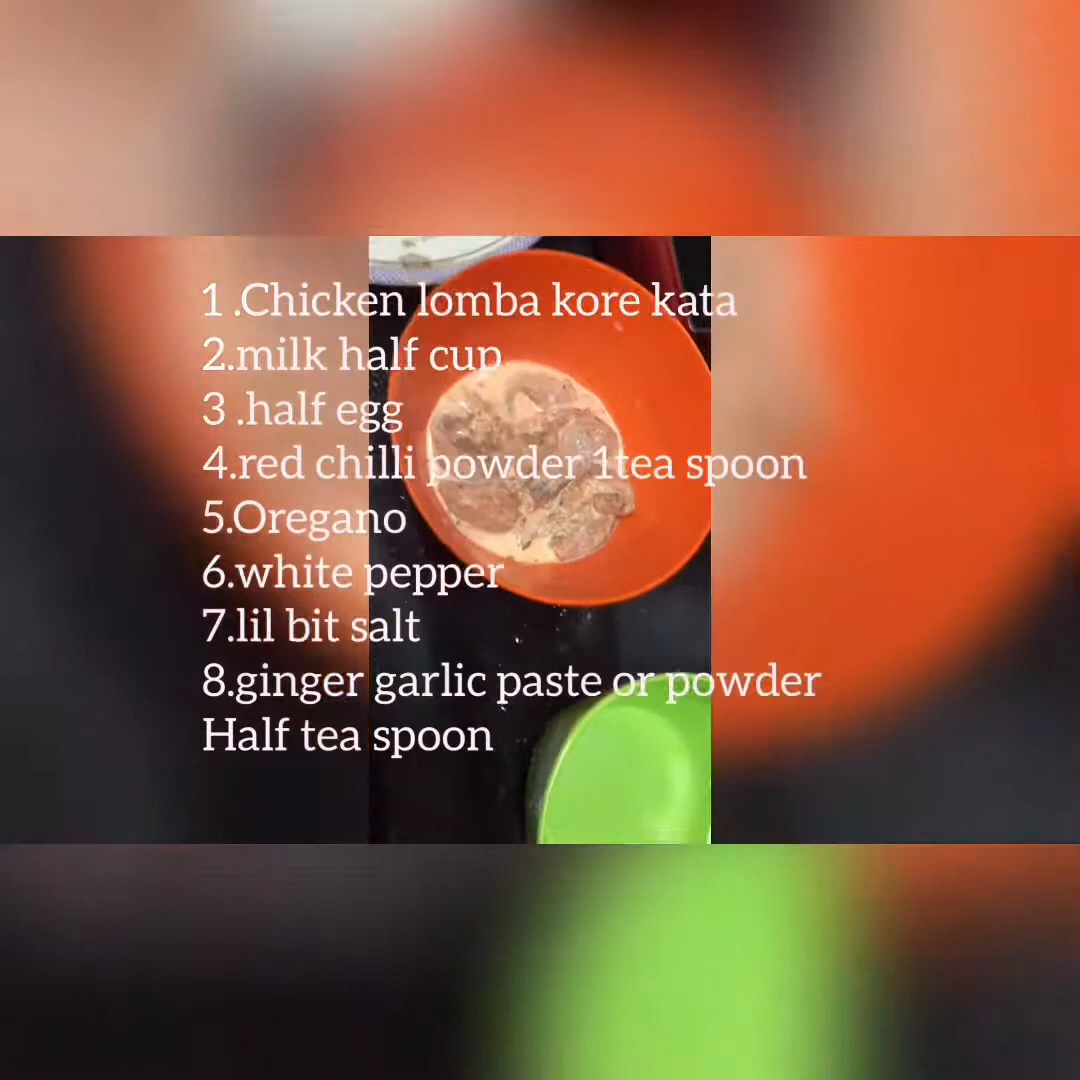 1 .Chicken lomba kore kata
2.milk half cup
3 .half egg
4.red chilli powder 1tea spoon
5.Oregano
6.white pepper
7.lil bit salt
8.ginger garlic paste or powder
Half tea spoon